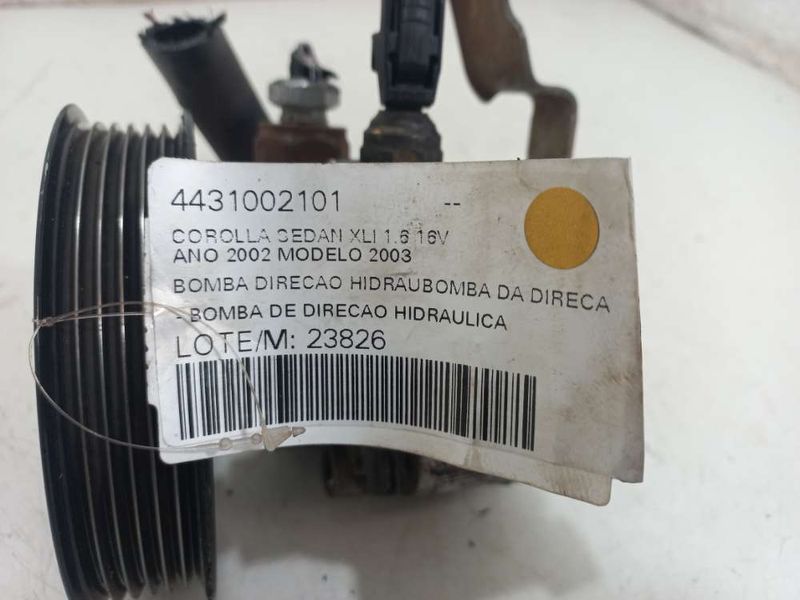 4431002101 --
COROLLA SEDAN XLI 1.6 16V
ANO 2002 MODELO 2003
BOMBA DIRECAO HIDRAUBOMBA DA DIRECA
BOMBA DE DIRECAO HIDRAULICA
LOTE/M: 23826